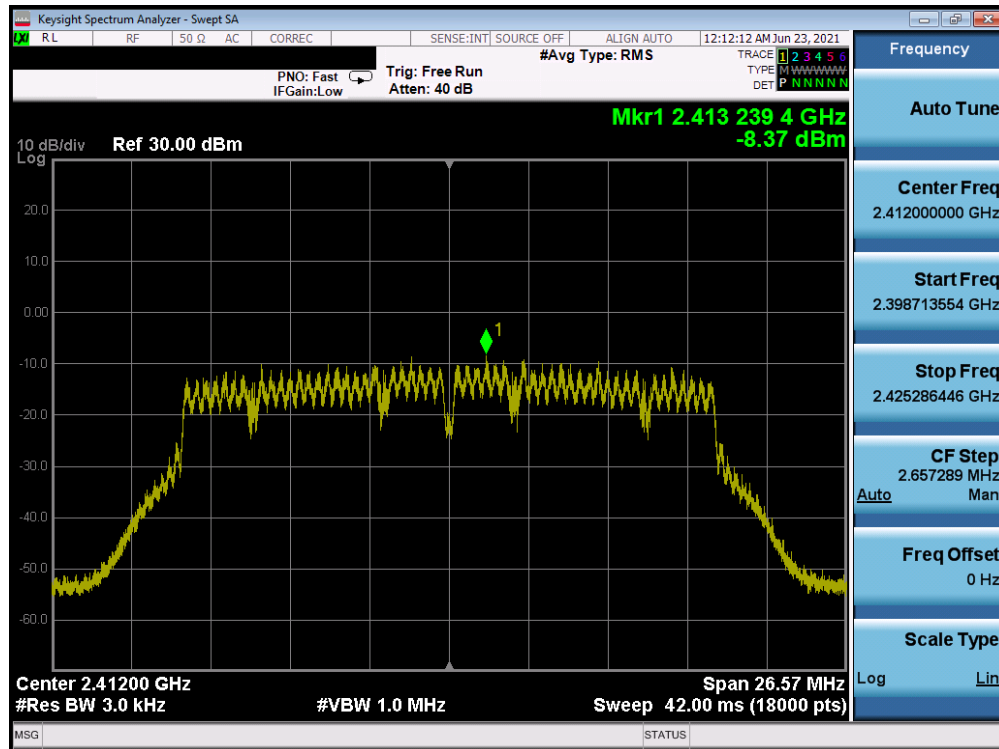 Keysight Spectrum Analyzer - Swept SA
LXI RL RF 50 Ω AC CORREC SENSE:INT SOURCE OFF ALIGN AUTO 12:12:12 AM Jun 23, 2021
#Avg Type: RMS TRACE 1 2 3 4 5 6
PNO: Fast Trig: Free Run TYPE M WWWWW
IFGain:Low Atten: 40 dB DET P N N N N N
Mkr1 2.413 239 4 GHz
-8.37 dBm
10 dB/div Ref 30.00 dBm
Log
20.0
10.0
0.00
1
-10.0
-20.0
-30.0
-40.0
-50.0
-60.0
Center 2.41200 GHz Span 26.57 MHz
#Res BW 3.0 kHz #VBW 1.0 MHz Sweep 42.00 ms (18000 pts)
MSG STATUS
Frequency
Auto Tune
Center Freq
2.412000000 GHz
Start Freq
2.398713554 GHz
Stop Freq
2.425286446 GHz
CF Step
2.657289 MHz
Auto Man
Freq Offset
0 Hz
Scale Type
Log Lin